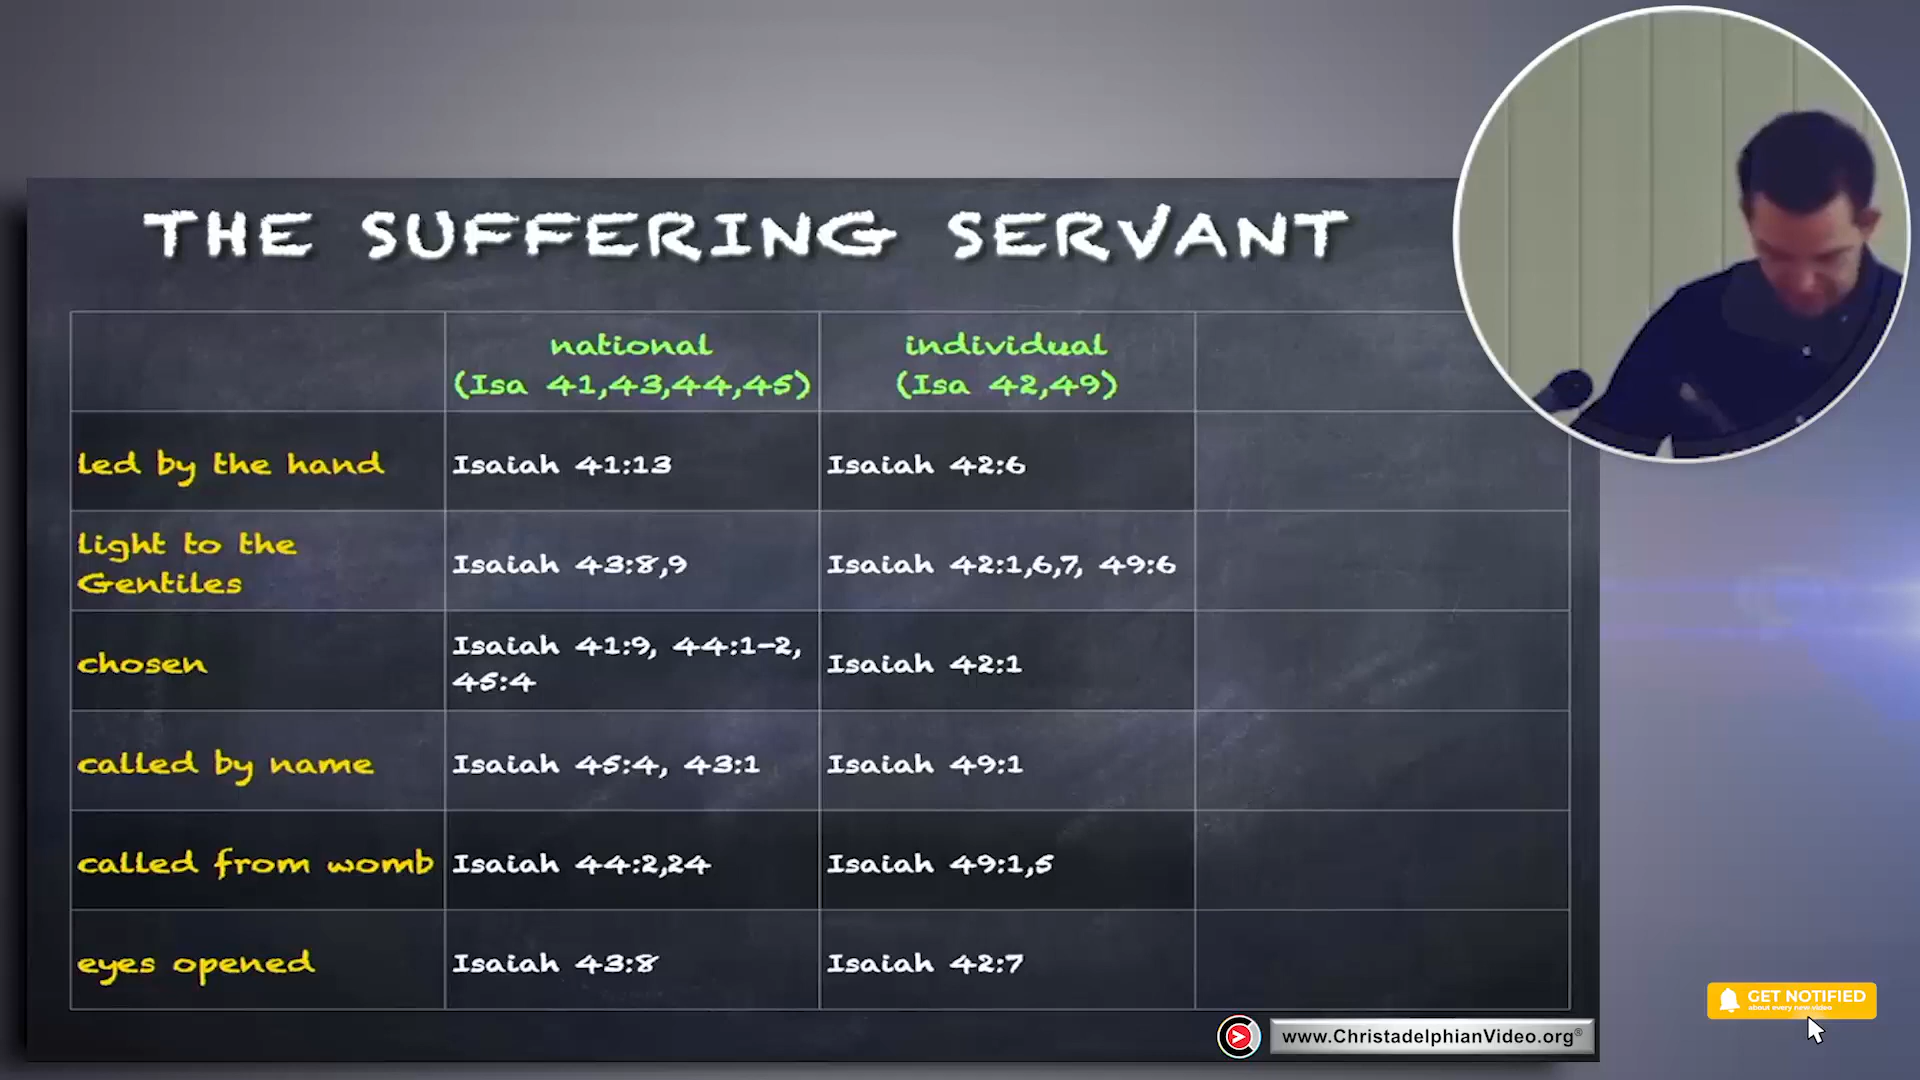 THE SUFFERING SERVANT
national
(Isa 41,43,44,45)
individual
(Isa 42,49)
led by the hand
Isaiah 41:13
Isaiah 42:6
light to the
Gentiles
Isaiah 43:8,9
Isaiah 42:1,6,7, 49:6
chosen
Isaiah 41:9, 44:1-2,
45:4
Isaiah 42:1
called by name
Isaiah 45:4, 43:1
Isaiah 49:1
called from womb
Isaiah 44:2,24
Isaiah 49:1,5
eyes opened
Isaiah 43:8
Isaiah 42:7
GET NOTIFIED
about every new video
www.ChristadelphianVideo.org®